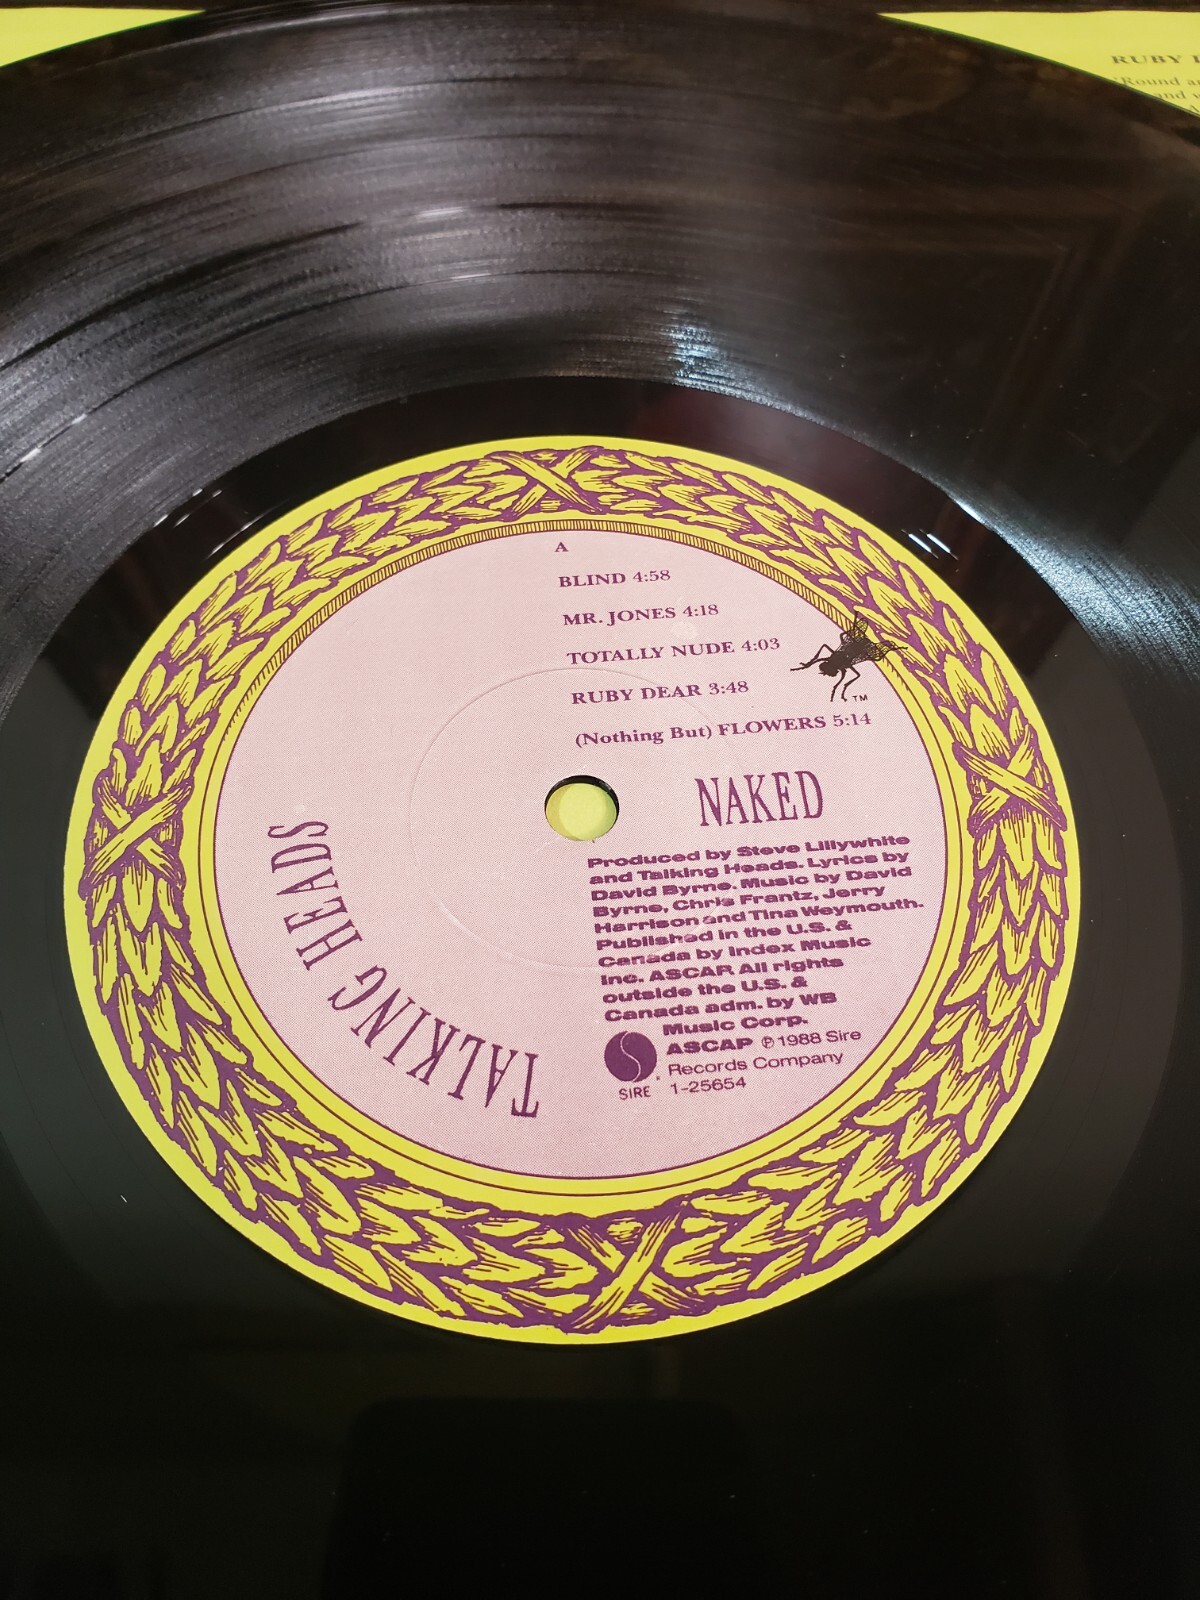 RUBY
'Round
and
A
BLIND 4:58
MR. JONES 4:18
TOTALLY NUDE 4:03
RUBY DEAR 3:48
(Nothing But) FLOWERS 5:14
™
NAKED
TALKING HEADS
Produced by Steve Lillywhite
and Talking Heads. Lyrics by
David Byrne. Music by David
Byrne, Chris Frantz, Jerry
Harrison and Tina Weymouth.
Published in the U.S. &
Canada by Index Music
Inc. ASCAP. All rights
outside the U.S. &
Canada adm. by WB
Music Corp.
ASCAP ℗1988 Sire
Records Company
1-25654
SIRE